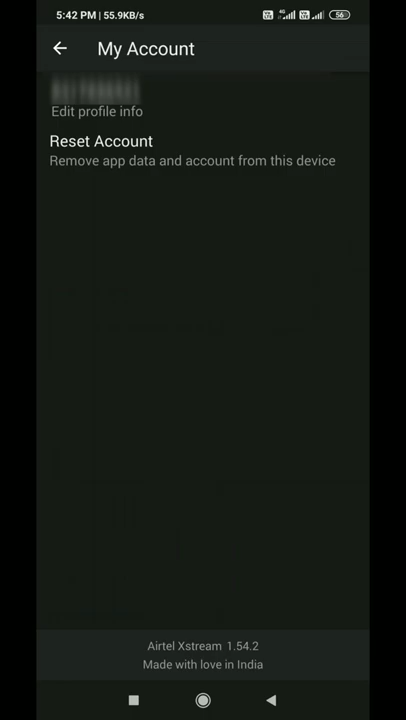 5:42 PM | 55.9KB/s
4G
56
My Account
Edit profile info
Reset Account
Remove app data and account from this device
Airtel Xstream 1.54.2
Made with love in India